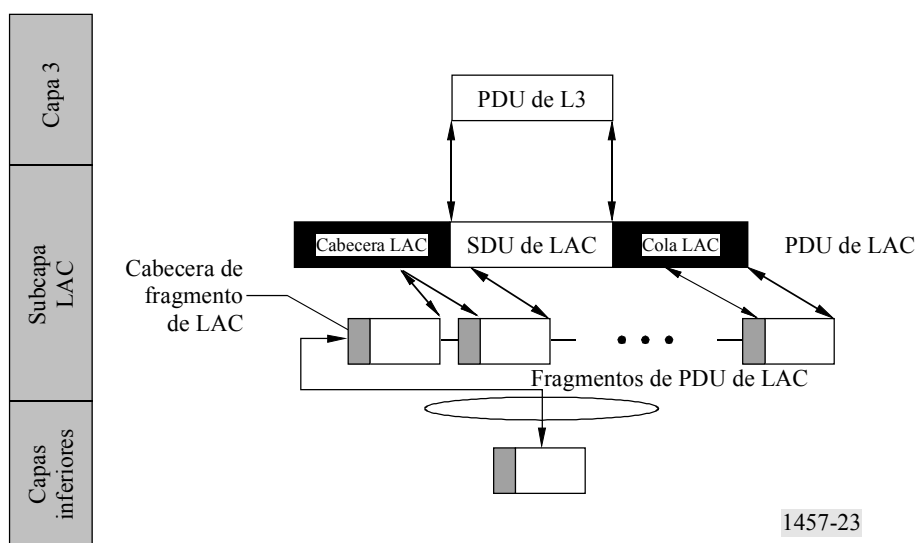 Capa 3
PDU de L3
Subcapa
LAC
Cabecera LAC
SDU de LAC
Cola LAC
PDU de LAC
Cabecera de
fragmento
de LAC
Fragmentos de PDU de LAC
Capas
inferiores
1457-23